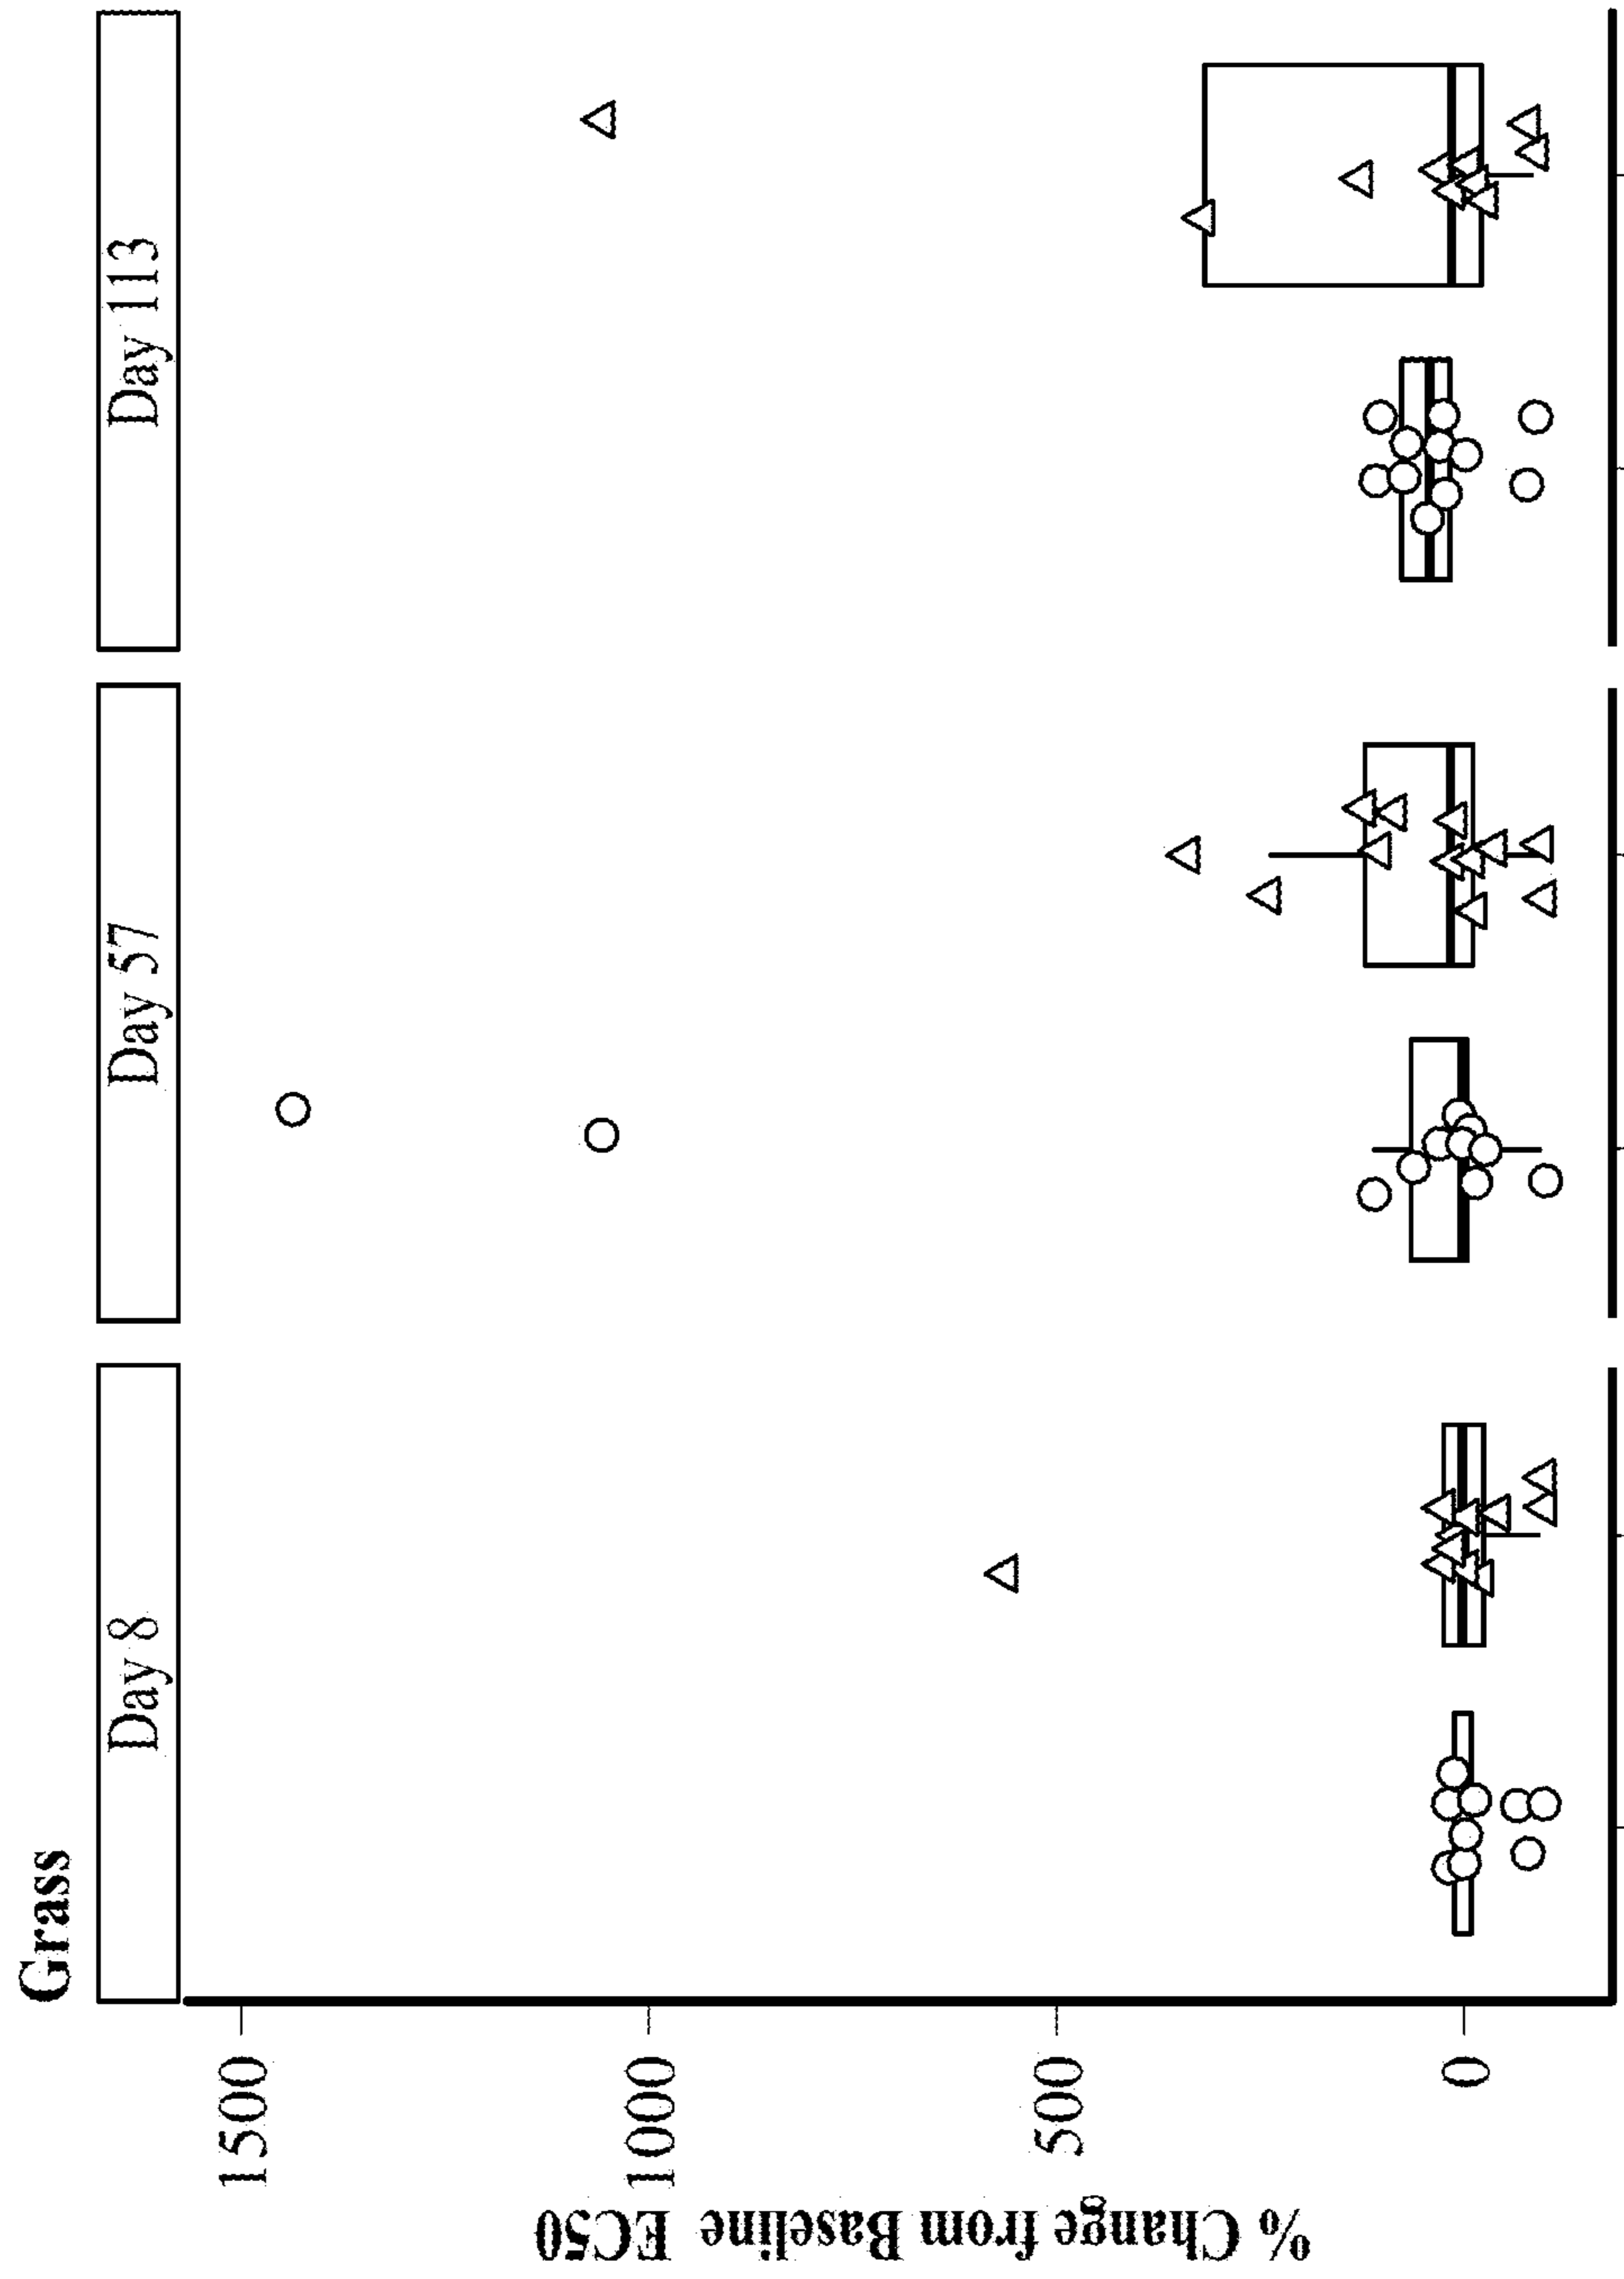 Grass
Day 8
Day 57
Day 113
% Change from Baseline EC50
1500
1000
500
0